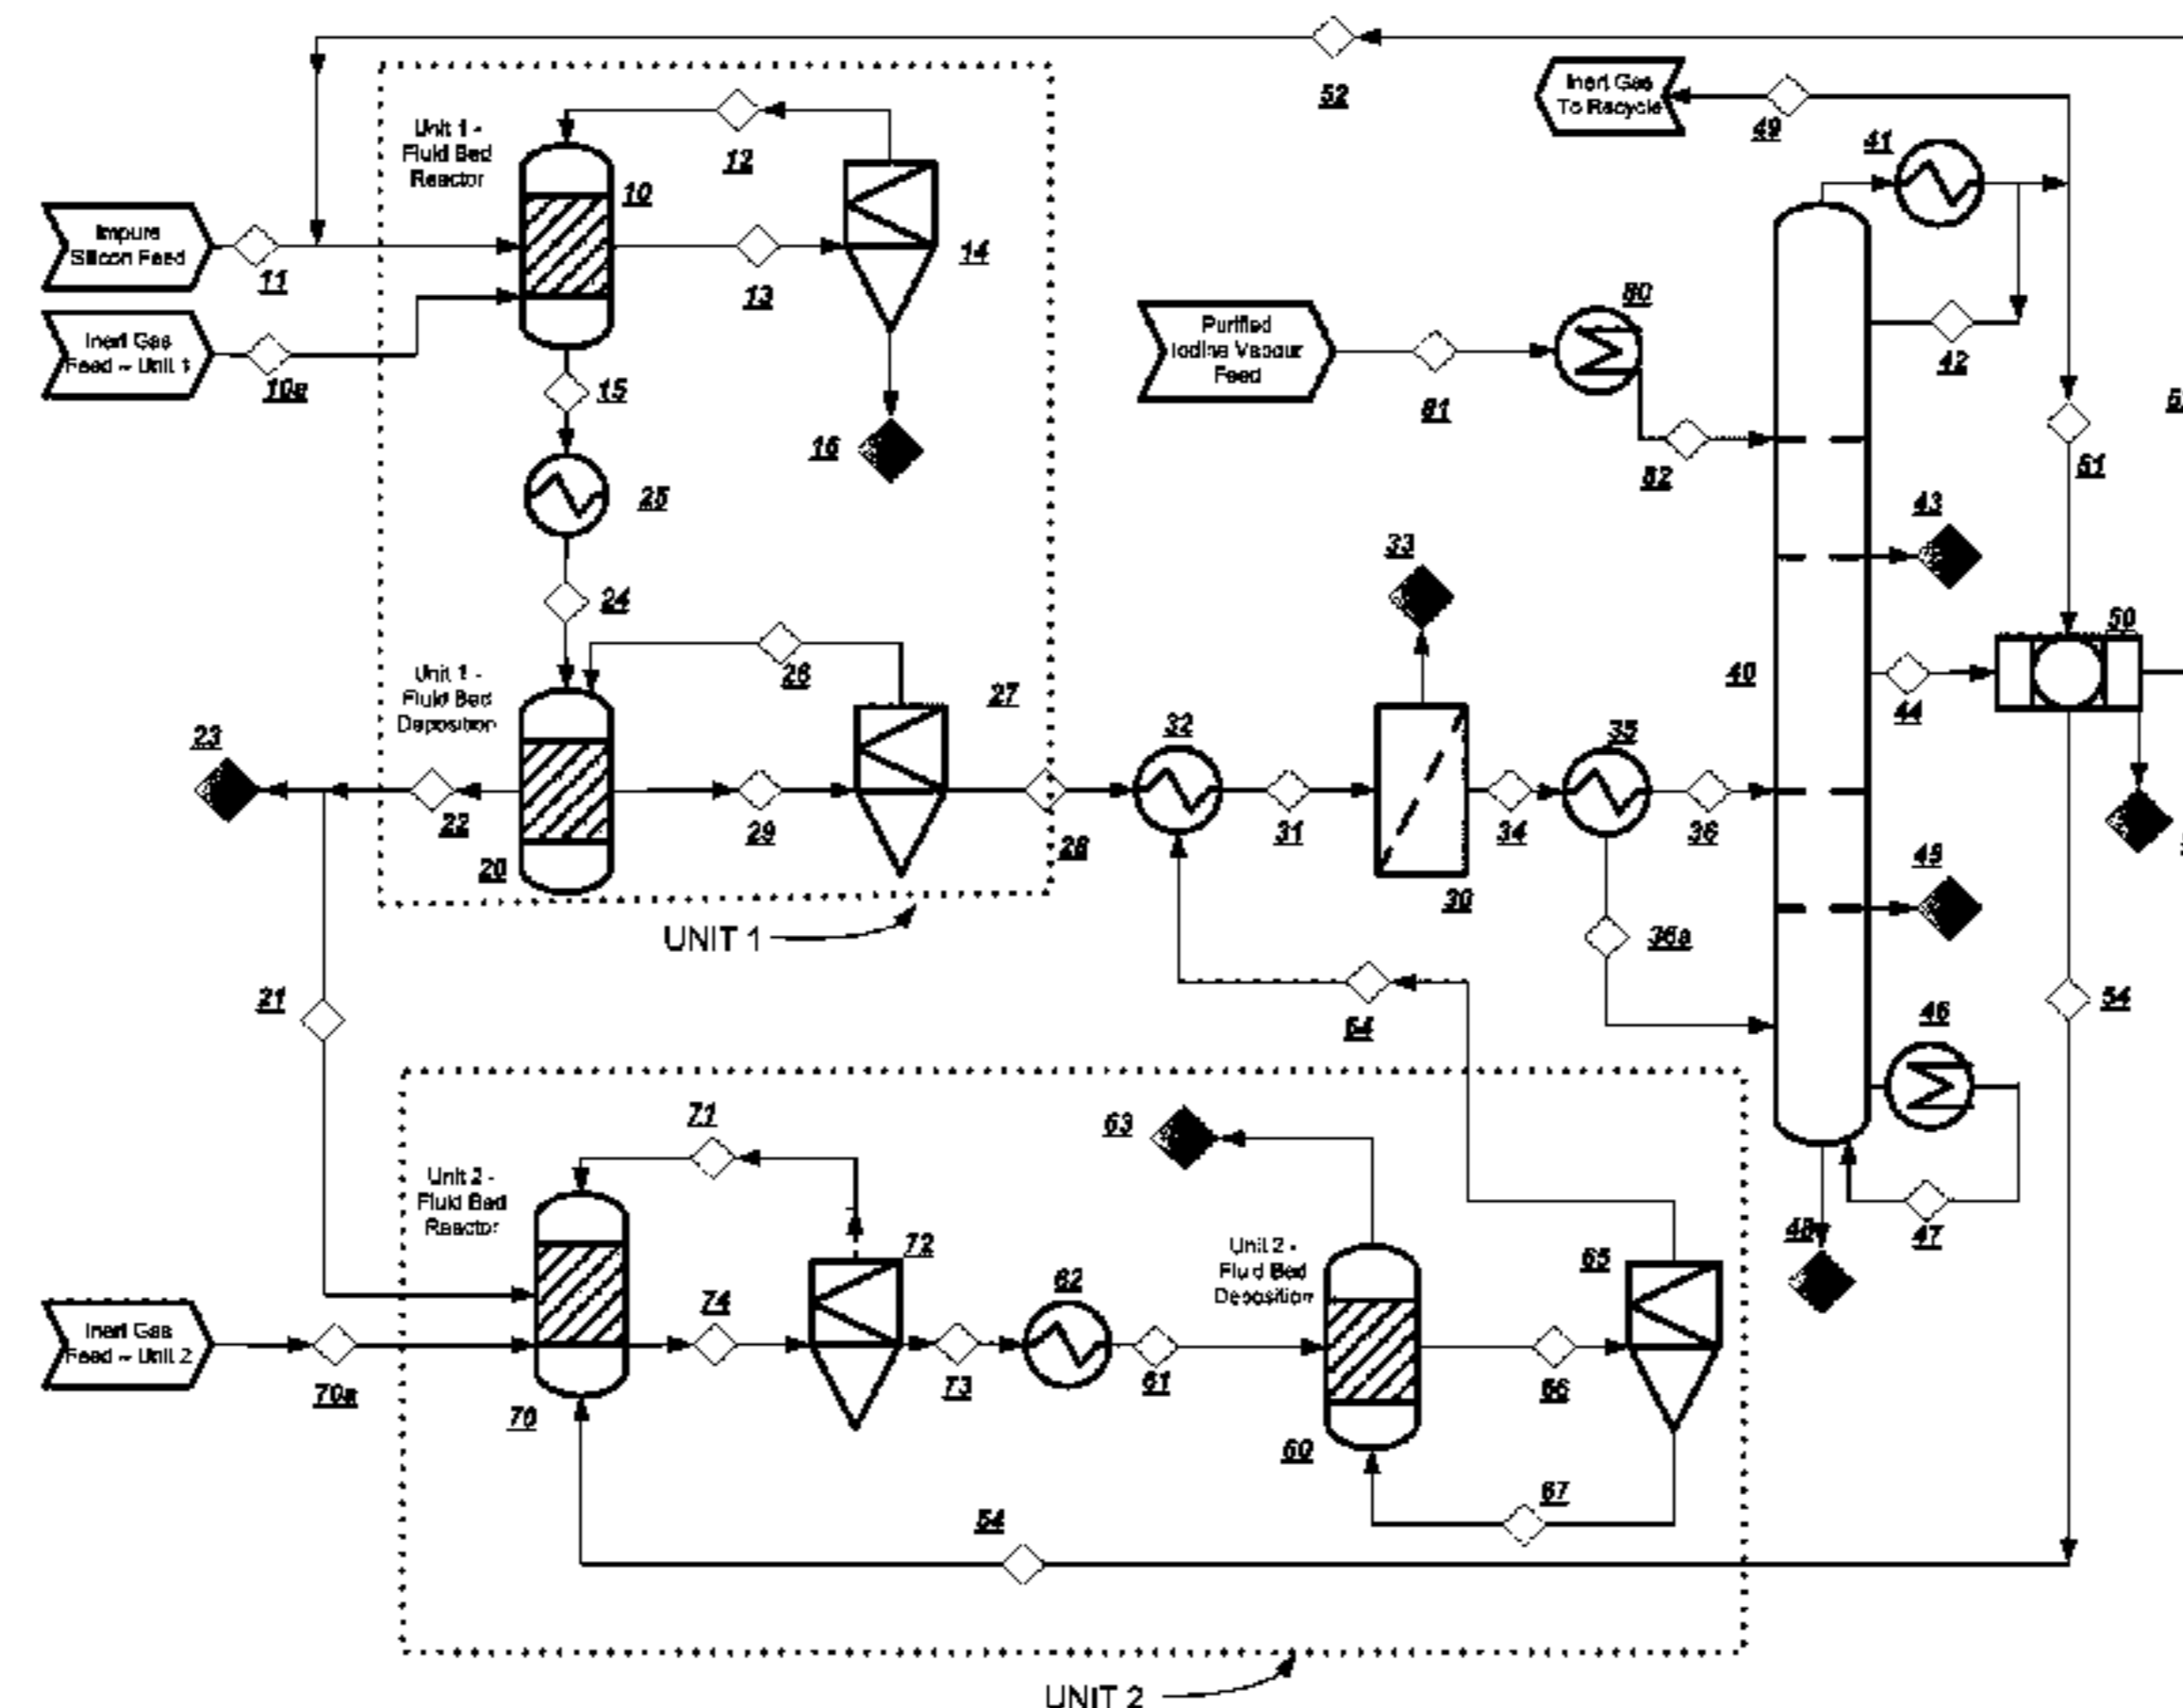 52
Inert Gas
To Recycle
49
41
Unit 1 -
Fluid Bed
Reactor
12
10
Impure
Silicon Feed
11
13
14
Inert Gas
Feed ~ Unit 1
10a
15
16
25
24
Purified
Iodine Vapour
Feed
81
80
82
42
51
43
33
Unit 1 -
Fluid Bed
Deposition
26
27
40
44
50
23
22
20
29
28
32
31
30
34
35
36
45
36a
UNIT 1
21
64
54
46
71
Unit 2 -
Fluid Bed
Reactor
63
47
48
72
Unit 2 -
Fluid Bed
Deposition
65
Inert Gas
Feed ~ Unit 2
70a
70
74
73
62
61
60
66
67
54
UNIT 2